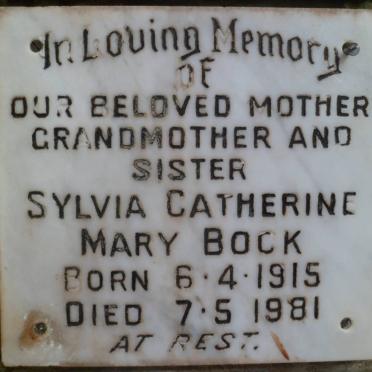 In Loving Memory
OF
OUR BELOVED MOTHER
GRANDMOTHER AND
SISTER
SYLVIA CATHERINE
MARY BOCK
BORN 6·4·1915
DIED 7·5 1981
AT REST.